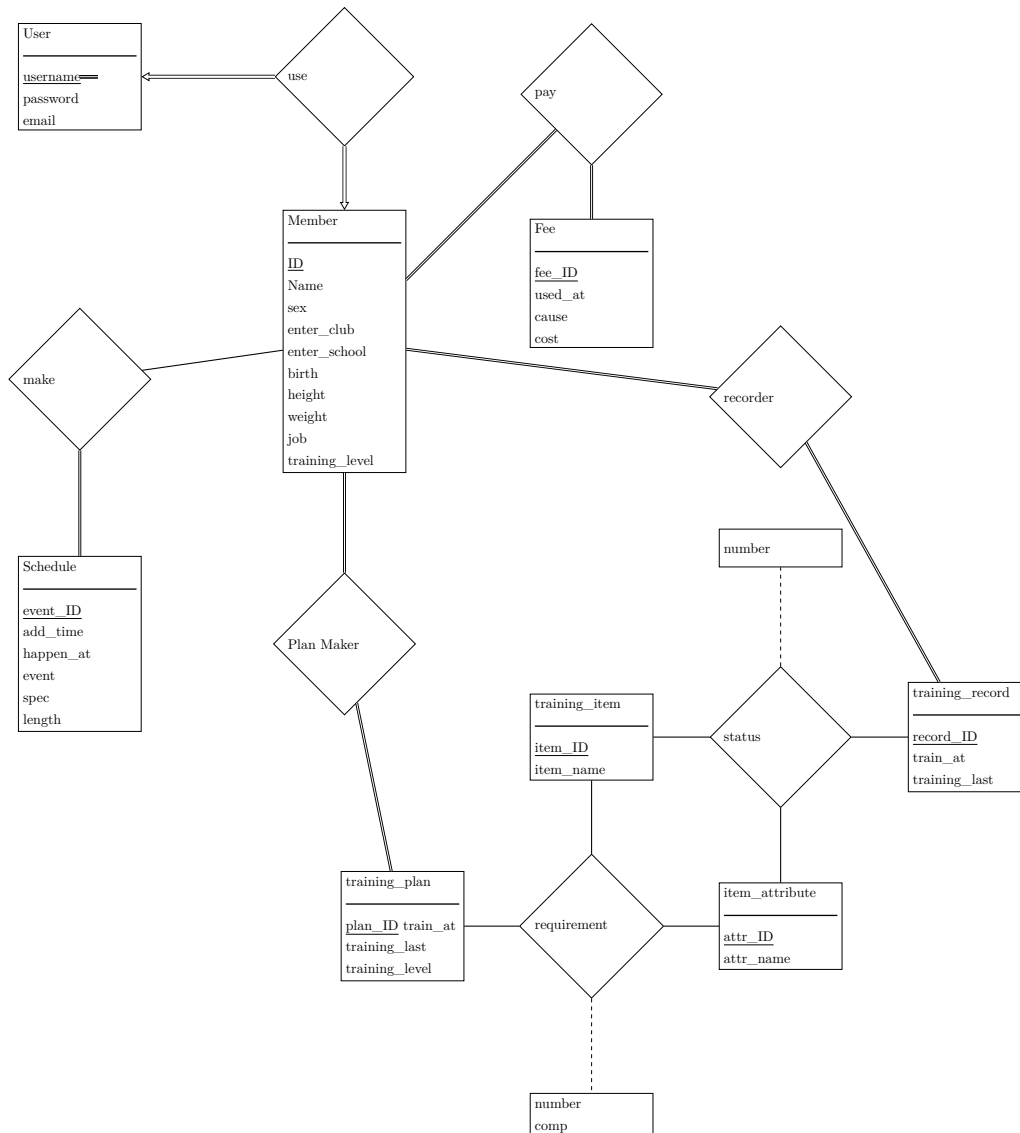 User
username
password
email
use
pay
Member
ID
Name
sex
enter_club
enter_school
birth
height
weight
job
training_level
Fee
fee_ID
used_at
cause
cost
make
recorder
Schedule
event_ID
add_time
happen_at
event
spec
length
number
Plan Maker
training_item
item_ID
item_name
status
training_record
record_ID
train_at
training_last
training_plan
plan_ID train_at
training_last
training_level
requirement
item_attribute
attr_ID
attr_name
number
comp